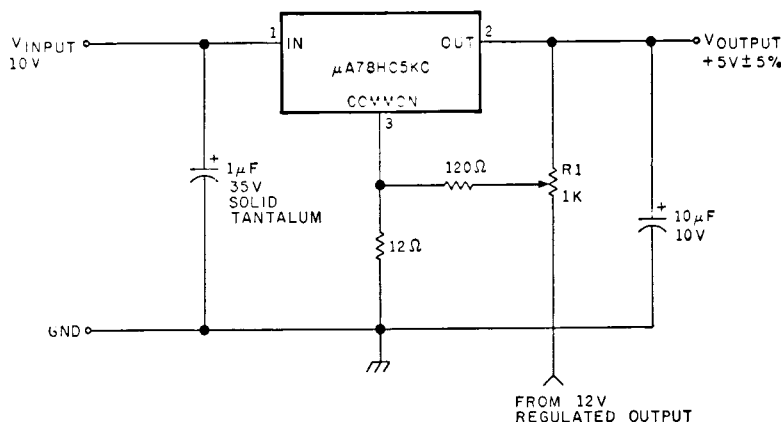 VINPUT
10V
1
IN
OUT
2
VOUTPUT
+5V±5%
µA78HC5KC
COMMON
3
+
1µF
35V
SOLID
TANTALUM
120Ω
R1
1K
+
10µF
10V
12Ω
GND
FROM 12V
REGULATED OUTPUT